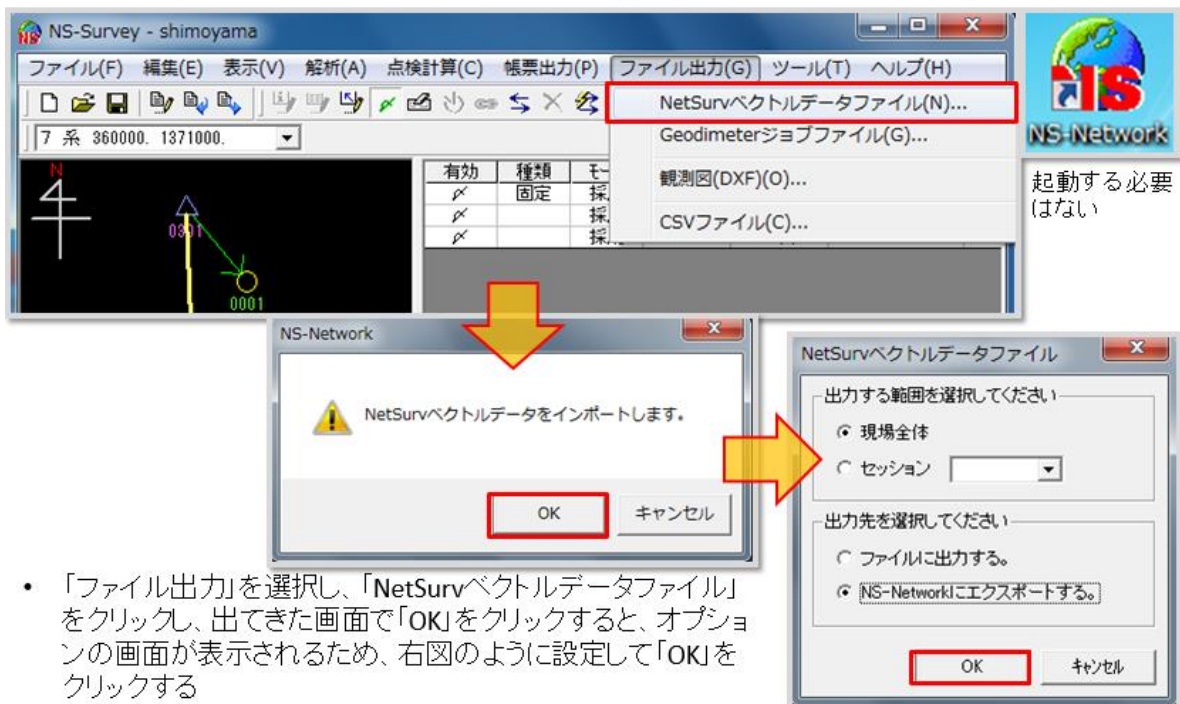 NS-Survey - shimoyama
ファイル(F) 編集(E) 表示(V) 解析(A) 点検計算(C) 帳票出力(P) ファイル出力(G) ツール(T) ヘルプ(H)
NetSurvベクトルデータファイル(N)...
Geodimeterジョブファイル(G)...
観測図(DXF)(O)...
CSVファイル(C)...
7 系 360000. 1371000.
有効 種類
固定 採
採
採
N
0301
0001
NS
NS-Network
起動する必要
はない
NS-Network
NetSurvベクトルデータをインポートします。
OK キャンセル
NetSurvベクトルデータファイル
出力する範囲を選択してください
現場全体
セッション
出力先を選択してください
ファイルに出力する。
NS-Networkにエクスポートする。
OK キャンセル
• 「ファイル出力」を選択し、「NetSurvベクトルデータファイル」
をクリックし、出てきた画面で「OK」をクリックすると、オプショ
ンの画面が表示されるため、右図のように設定して「OK」を
クリックする